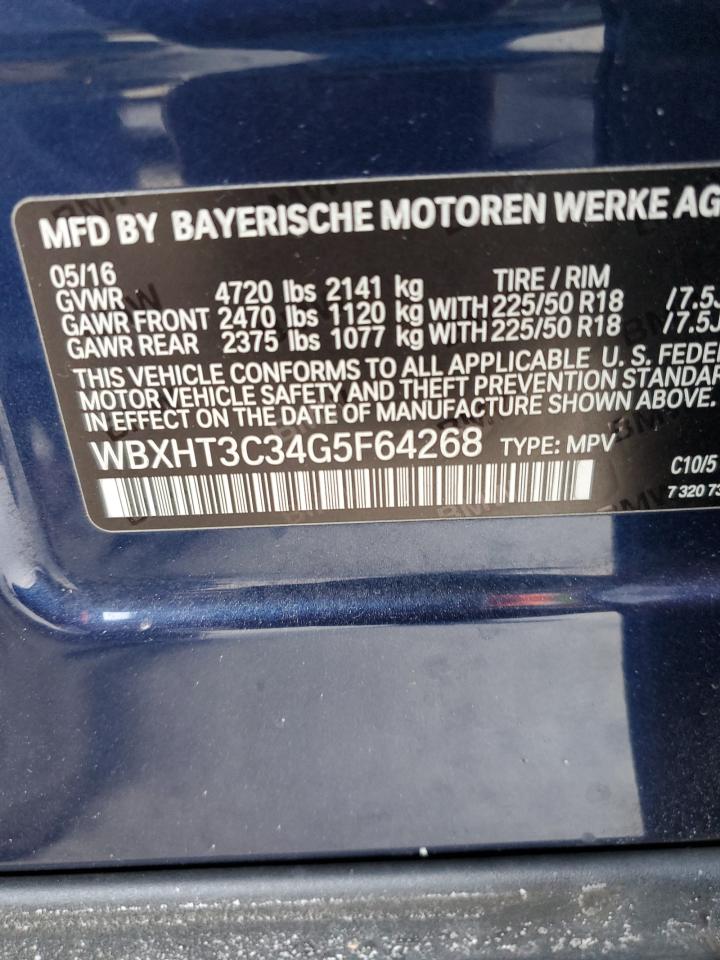 MFD BY BAYERISCHE MOTOREN WERKE AG
05/16 TIRE / RIM
GVWR 4720 lbs 2141 kg
GAWR FRONT 2470 lbs 1120 kg WITH 225/50 R18 /7.5J
GAWR REAR 2375 lbs 1077 kg WITH 225/50 R18 /7.5J
THIS VEHICLE CONFORMS TO ALL APPLICABLE U. S. FEDE
MOTOR VEHICLE SAFETY AND THEFT PREVENTION STANDAR
IN EFFECT ON THE DATE OF MANUFACTURE SHOWN ABOVE.
WBXHT3C34G5F64268 TYPE: MPV
C10/5
7 320 73